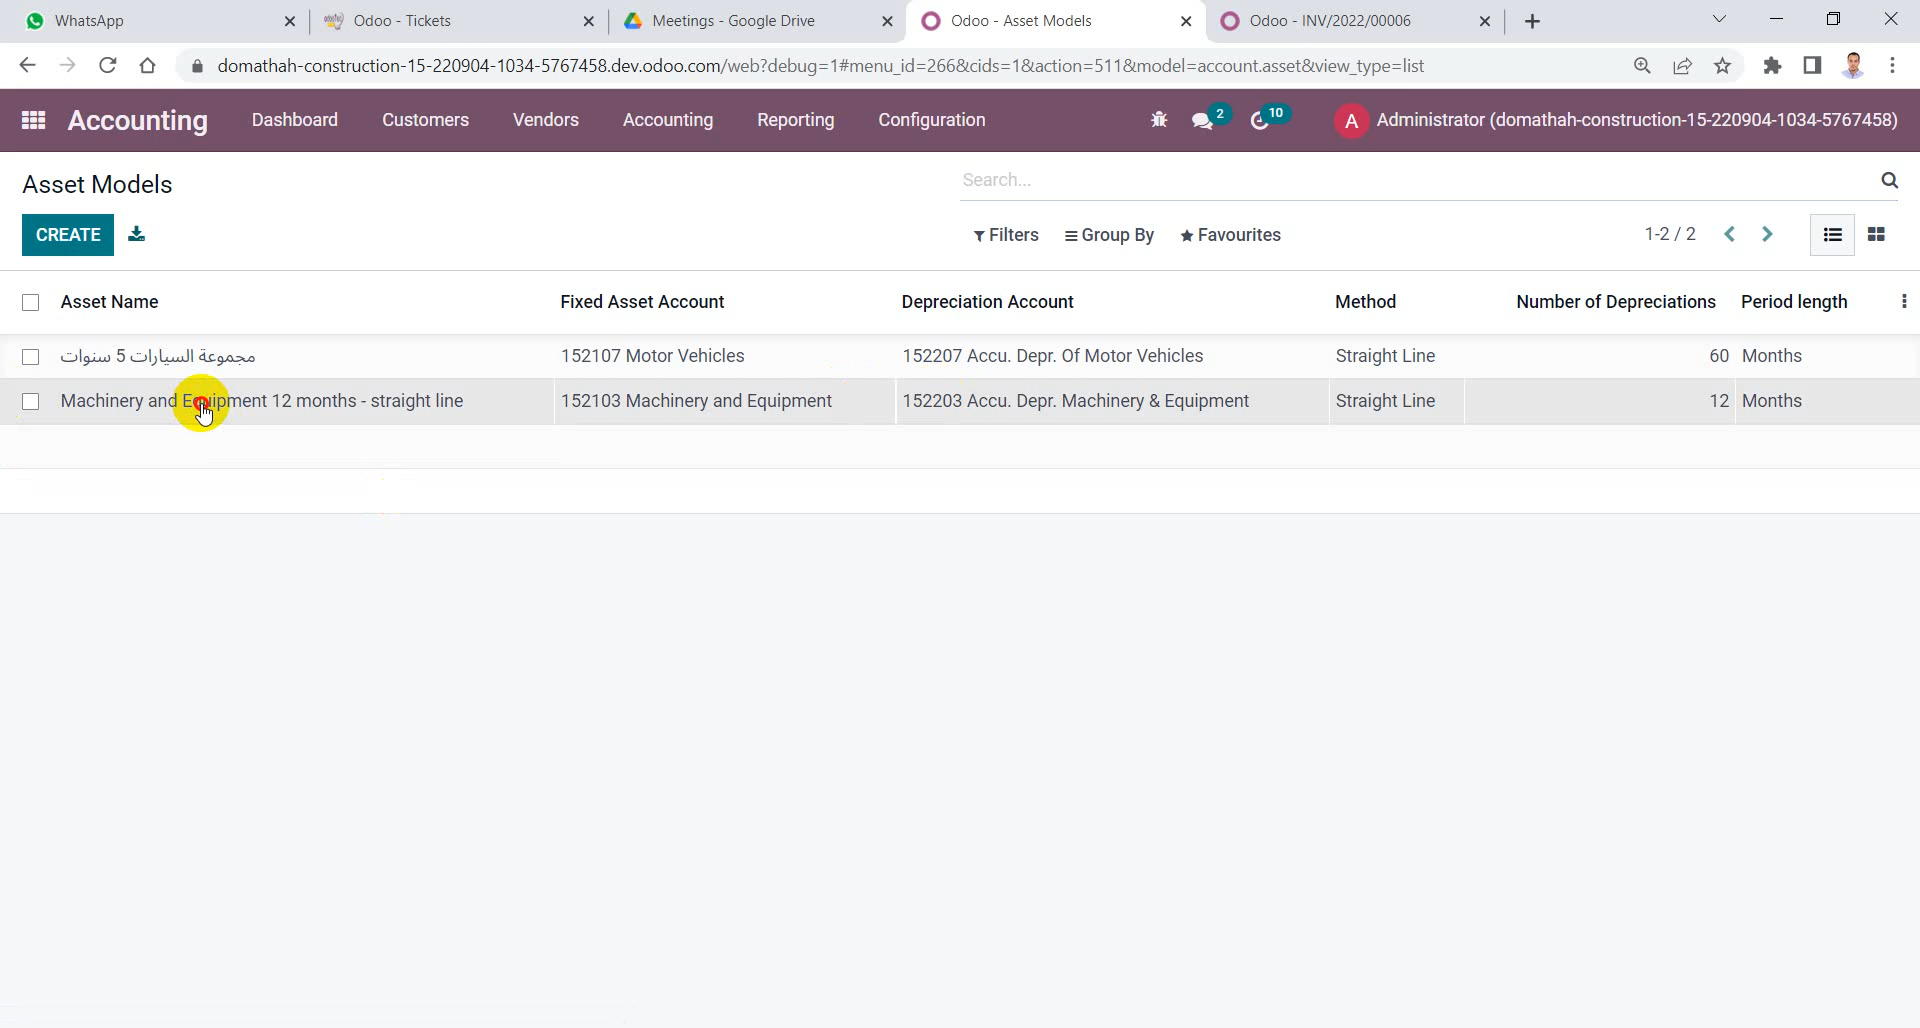 WhatsApp
Odoo - Tickets
Meetings - Google Drive
Odoo - Asset Models
Odoo - INV/2022/00006
domathah-construction-15-220904-1034-5767458.dev.odoo.com/web?debug=1#menu_id=266&cids=1&action=511&model=account.asset&view_type=list
Accounting Dashboard Customers Vendors Accounting Reporting Configuration 2 10 A Administrator (domathah-construction-15-220904-1034-5767458)
Asset Models
Search...
CREATE
Filters Group By Favourites 1-2 / 2
Asset Name Fixed Asset Account Depreciation Account Method Number of Depreciations Period length
مجموعة السيارات 5 سنوات 152107 Motor Vehicles 152207 Accu. Depr. Of Motor Vehicles Straight Line 60 Months
Machinery and Equipment 12 months - straight line 152103 Machinery and Equipment 152203 Accu. Depr. Machinery & Equipment Straight Line 12 Months